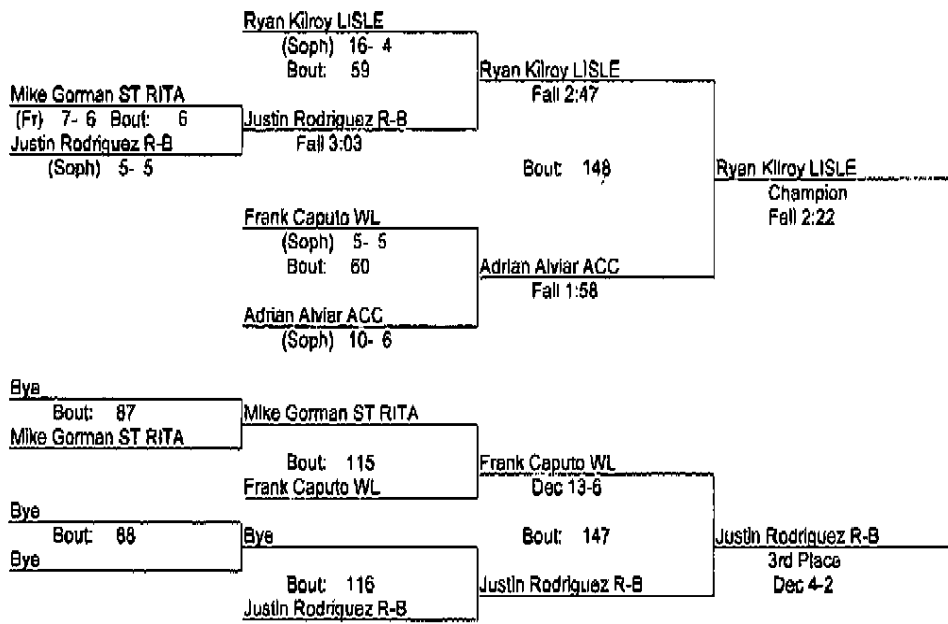 Ryan Kilroy LISLE
(Soph) 16- 4
Bout: 59
Ryan Kilroy LISLE
Fall 2:47
Mike Gorman ST RITA
(Fr) 7- 6 Bout: 6
Justin Rodriguez R-B
(Soph) 5- 5
Justin Rodriguez R-B
Fall 3:03
Bout: 148
Ryan Kilroy LISLE
Champion
Fall 2:22
Frank Caputo WL
(Soph) 5- 5
Bout: 60
Adrian Alviar ACC
Fall 1:58
Adrian Alviar ACC
(Soph) 10- 6
Bye
Bout: 87
Mike Gorman ST RITA
Mike Gorman ST RITA
Bout: 115
Frank Caputo WL
Frank Caputo WL
Dec 13-6
Bye
Bout: 88
Bye
Bye
Bout: 147
Justin Rodriguez R-B
3rd Place
Dec 4-2
Bout: 116
Justin Rodriguez R-B
Justin Rodriguez R-B